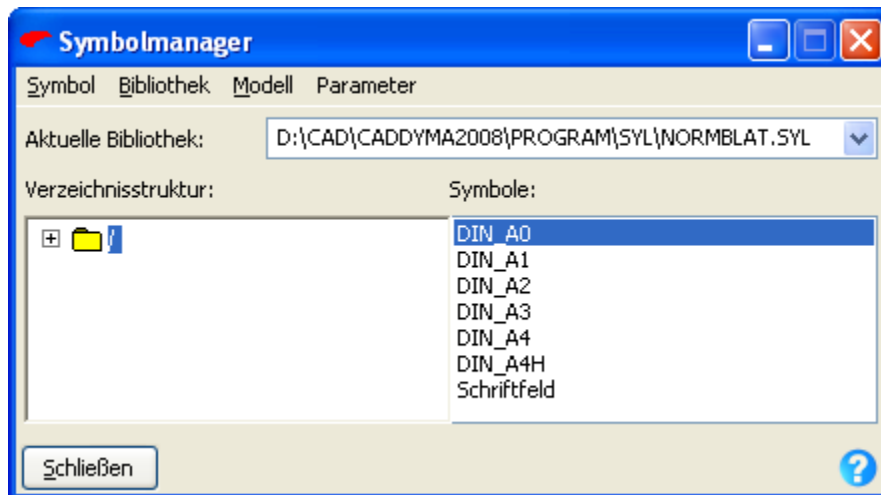 Symbolmanager
Symbol Bibliothek Modell Parameter
Aktuelle Bibliothek: D:\CAD\CADDYMA2008\PROGRAM\SYL\NORMBLAT.SYL
Verzeichnisstruktur: Symbole:
/
DIN_A0
DIN_A1
DIN_A2
DIN_A3
DIN_A4
DIN_A4H
Schriftfeld
Schließen